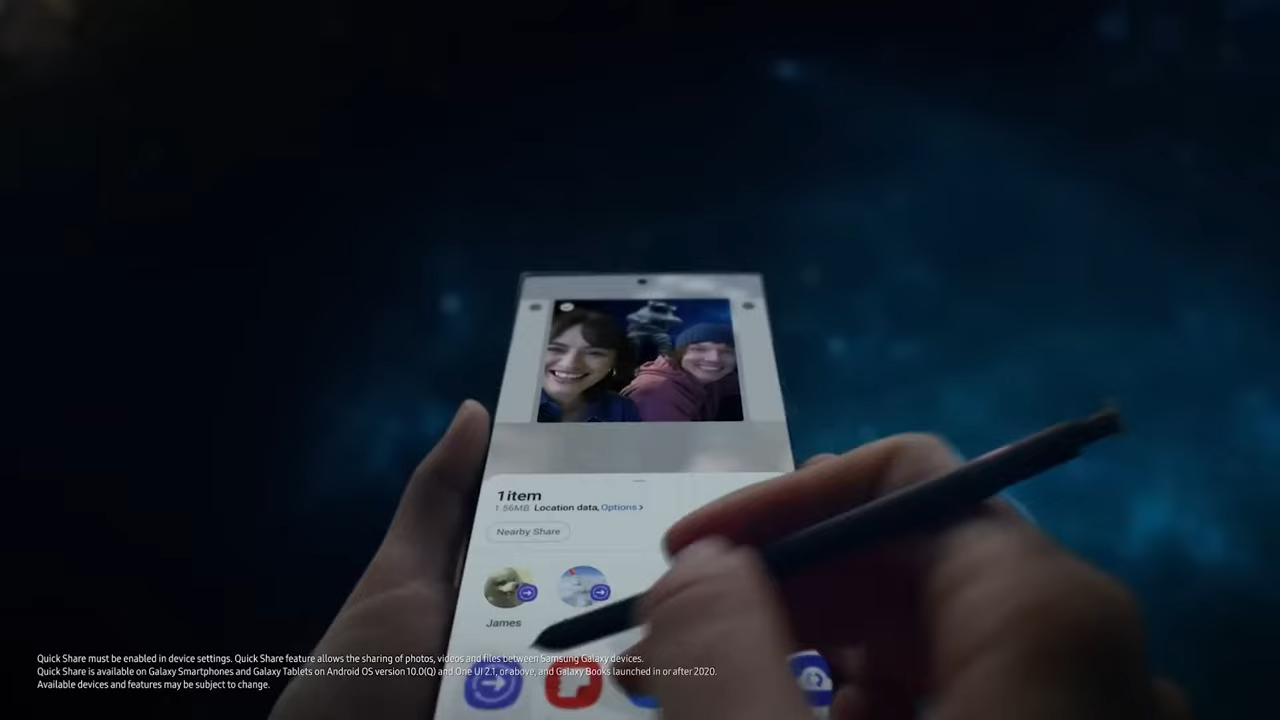 1 item
1.56MB Location data, Options >
Nearby Share
James
Quick Share must be enabled in device settings. Quick Share feature allows the sharing of photos, videos and files between Samsung Galaxy devices.
Quick Share is available on Galaxy Smartphones and Galaxy Tablets on Android OS version 10.0(Q) and One UI 2.1, or above, and Galaxy Books launched in or after 2020.
Available devices and features may be subject to change.